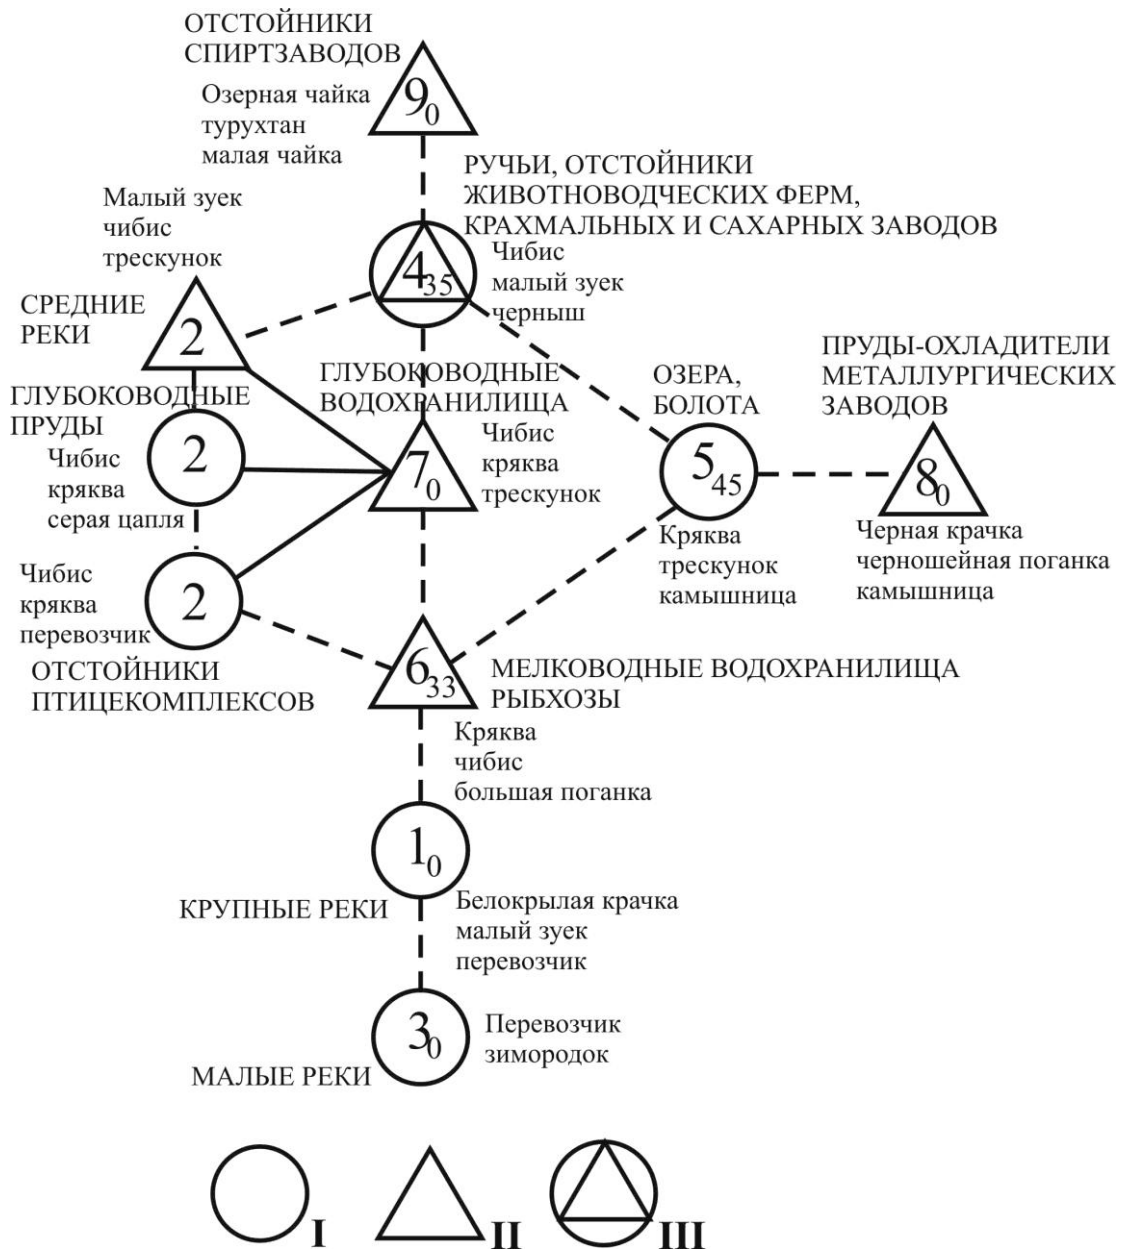 ОТСТОЙНИКИ
СПИРТЗАВОДОВ
9 0
Озерная чайка
турухтан
малая чайка
РУЧЬИ, ОТСТОЙНИКИ
ЖИВОТНОВОДЧЕСКИХ ФЕРМ,
КРАХМАЛЬНЫХ И САХАРНЫХ ЗАВОДОВ
4 35
Чибис
малый зуек
черныш
Малый зуек
чибис
трескунок
СРЕДНИЕ
РЕКИ
2
ГЛУБОКОВОДНЫЕ
ПРУДЫ
2
Чибис
кряква
серая цапля
ГЛУБОКОВОДНЫЕ
ВОДОХРАНИЛИЩА
7 0
Чибис
кряква
трескунок
ОЗЕРА,
БОЛОТА
5 45
Кряква
трескунок
камышница
ПРУДЫ-ОХЛАДИТЕЛИ
МЕТАЛЛУРГИЧЕСКИХ
ЗАВОДОВ
8 0
Черная крачка
черношейная поганка
камышница
Чибис
кряква
перевозчик
2
ОТСТОЙНИКИ
ПТИЦЕКОМПЛЕКСОВ
6 33
МЕЛКОВОДНЫЕ ВОДОХРАНИЛИЩА
РЫБХОЗЫ
Кряква
чибис
большая поганка
1 0
КРУПНЫЕ РЕКИ
Белокрылая крачка
малый зуек
перевозчик
3 0
Перевозчик
зимородок
МАЛЫЕ РЕКИ
I
II
III